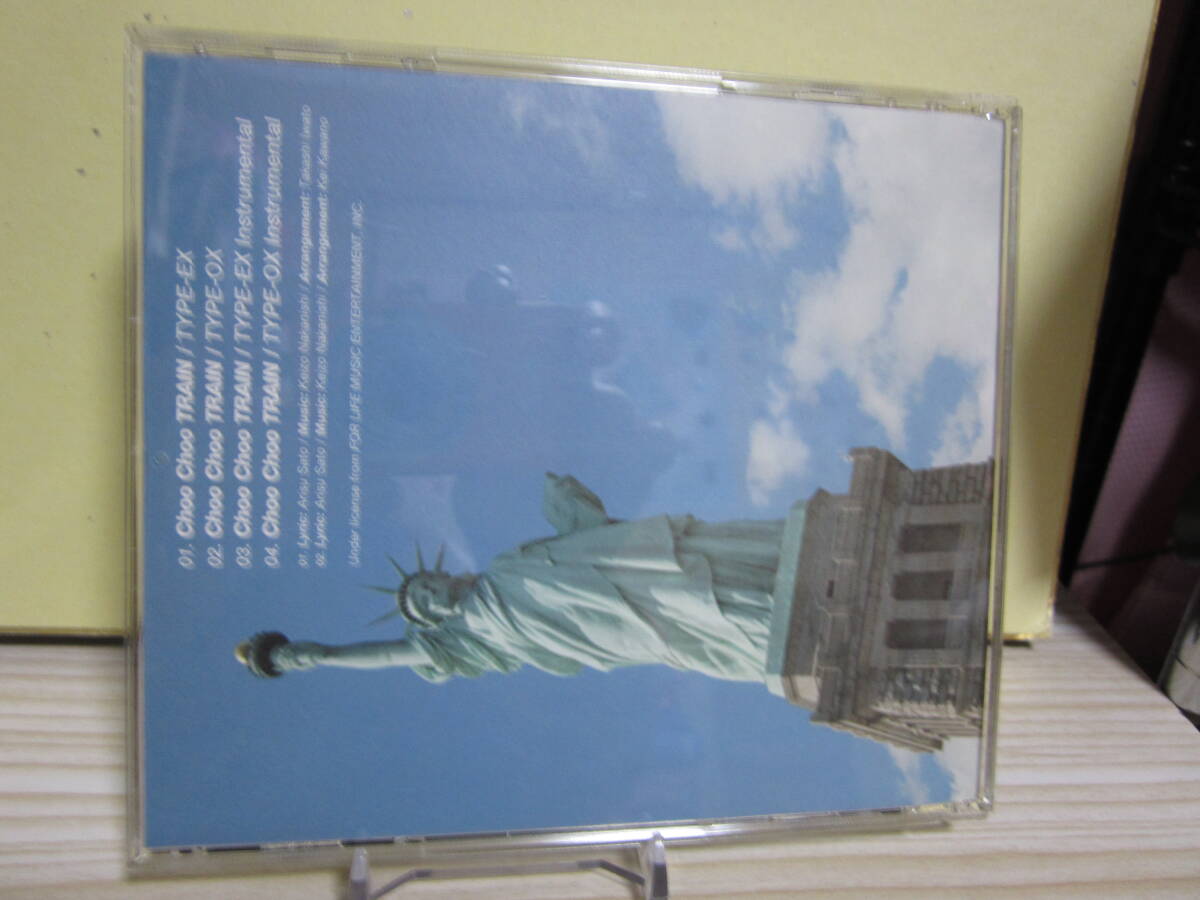 01. Choo Choo TRAIN / TYPE-EX
02. Choo Choo TRAIN / TYPE-OX
03. Choo Choo TRAIN / TYPE-EX Instrumental
04. Choo Choo TRAIN / TYPE-OX Instrumental
01 Lyric: Arisu Sato / Music: Keizo Nakanishi / Arrangement: Takashi Iwato
02 Lyric: Arisu Sato / Music: Keizo Nakanishi / Arrangement: Kei Kawano
Under license from FOR LIFE MUSIC ENTERTAINMENT, INC.